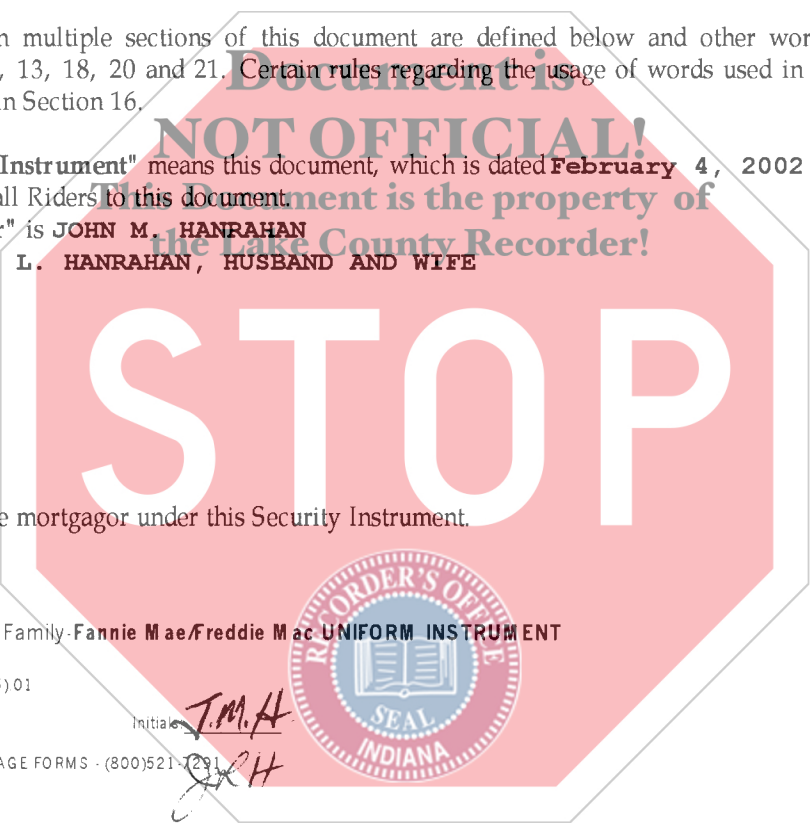 n multiple sections of this document are defined below and other wor
, 13, 18, 20 and 21. Certain rules regarding the usage of words used in
in Section 16.
Document is
NOT OFFICIAL!
This Document is the property of
the Lake County Recorder!
Instrument" means this document, which is dated February 4, 2002
all Riders to this document.
r" is JOHN M. HANRAHAN
L. HANRAHAN, HUSBAND AND WIFE
STOP
e mortgagor under this Security Instrument.
RECORDER'S OFFICE
SEAL
INDIANA
Family-Fannie Mae/Freddie Mac UNIFORM INSTRUMENT
)01
Initials: J.M.H
AGE FORMS - (800)521-7291